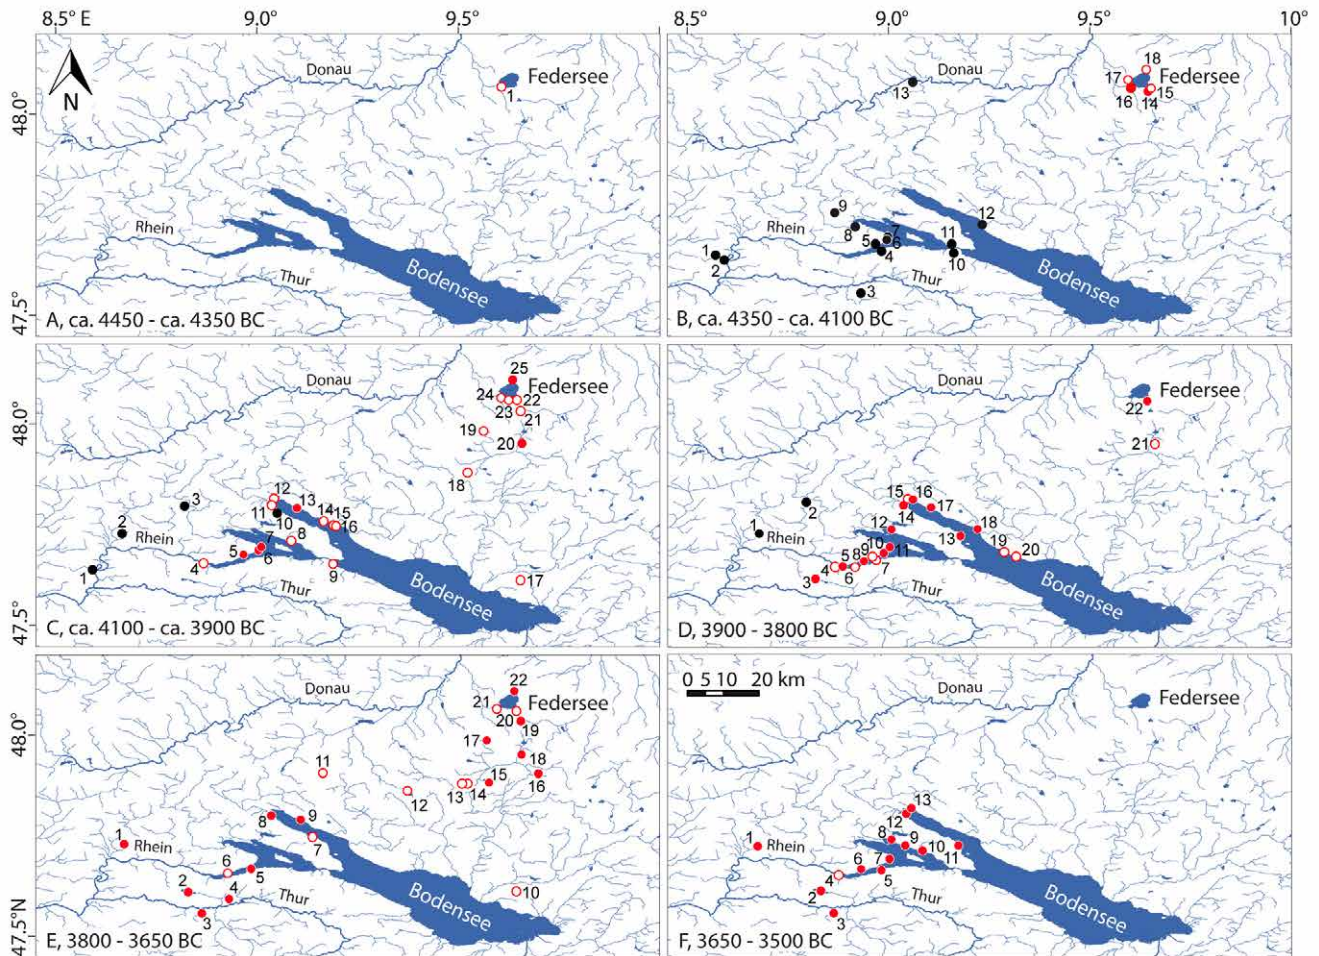 8.5° E 9.0° 9.5° 8.5° 9.0° 9.5° 10°
48.0°
47.5°
N
Donau
Federsee
1
Rhein
Thur
Bodensee
A, ca. 4450 - ca. 4350 BC
Donau
13
17
18
Federsee
15
16
14
9
8
7
5
6
4
11
12
10
1
2
Rhein
Thur
3
Bodensee
B, ca. 4350 - ca. 4100 BC
48.0°
47.5°
Donau
25
Federsee
24
22
23
21
19
20
18
3
12
13
2
11
10
14
15
16
Rhein
7
8
5
6
4
9
1
Thur
17
Bodensee
C, ca. 4100 - ca. 3900 BC
Donau
Federsee
22
21
2
15
16
14
17
1
Rhein
12
18
13
10
9
11
19
20
5
8
4
7
6
3
Thur
Bodensee
D, 3900 - 3800 BC
48.0°
47.5°N
Donau
22
Federsee
21
20
19
17
18
11
15
16
12
13
14
8
9
7
1
Rhein
6
5
2
4
3
Thur
10
Bodensee
E, 3800 - 3650 BC
0 5 10 20 km
Donau
Federsee
13
12
1
Rhein
8
9
10
11
6
7
5
4
2
3
Thur
Bodensee
F, 3650 - 3500 BC